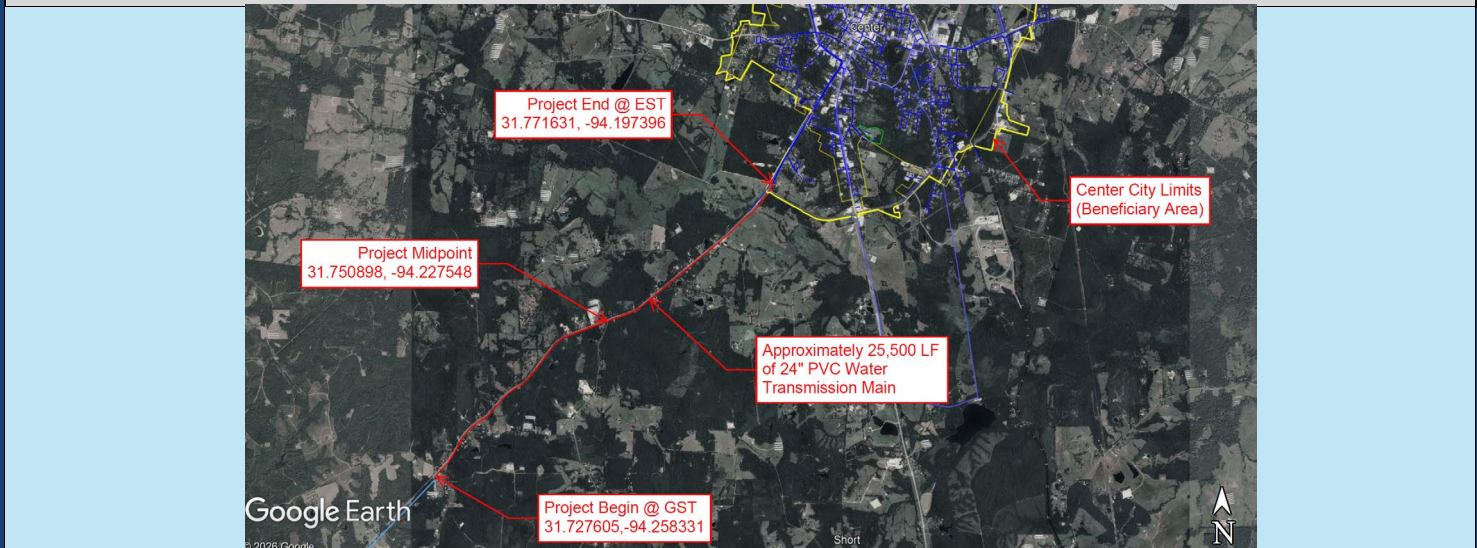 Center
Project End @ EST
31.771631, -94.197396
Center City Limits
(Beneficiary Area)
Project Midpoint
31.750898, -94.227548
Approximately 25,500 LF
of 24" PVC Water
Transmission Main
Google Earth
Project Begin @ GST
31.727605,-94.258331
N
© 2026 Google
Short